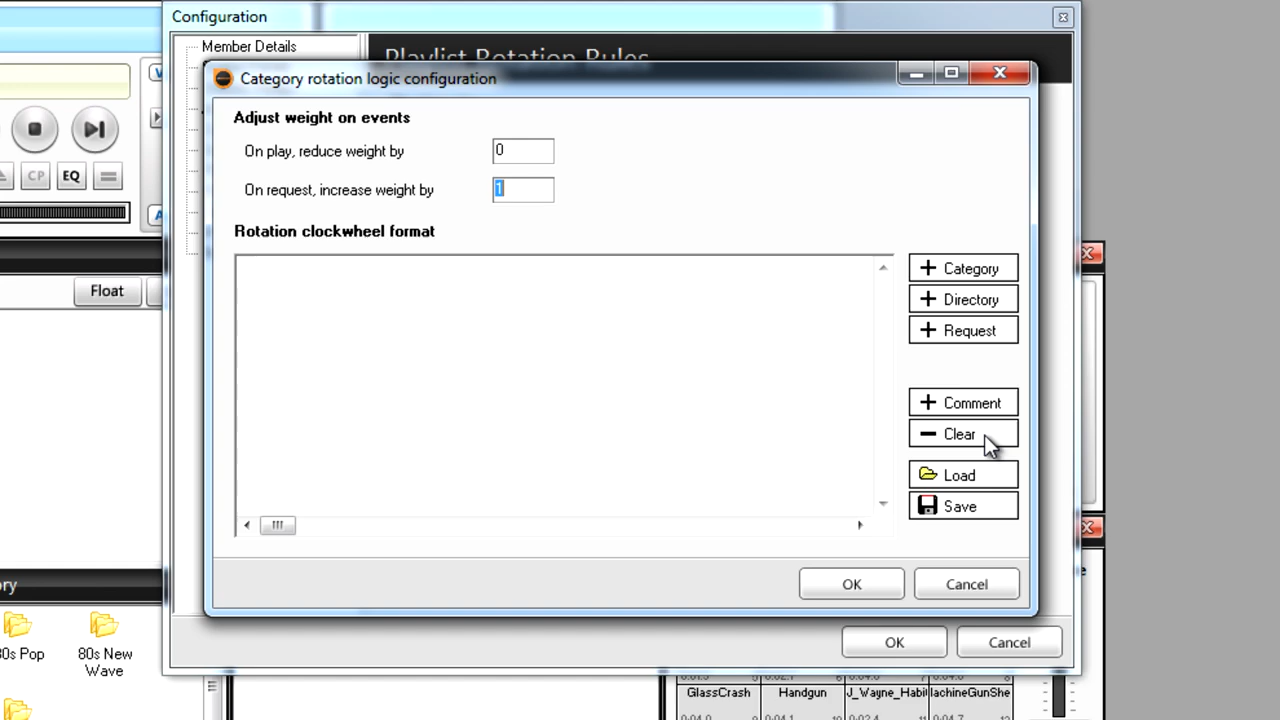 Configuration
Member Details
Playlist Rotation Rules
Category rotation logic configuration
Adjust weight on events
On play, reduce weight by
0
On request, increase weight by
1
Rotation clockwheel format
Category
Directory
Request
Comment
Clear
Load
Save
OK
Cancel
OK
Cancel
CP
EQ
Float
80s New
Wave
GlassCrash
Handgun